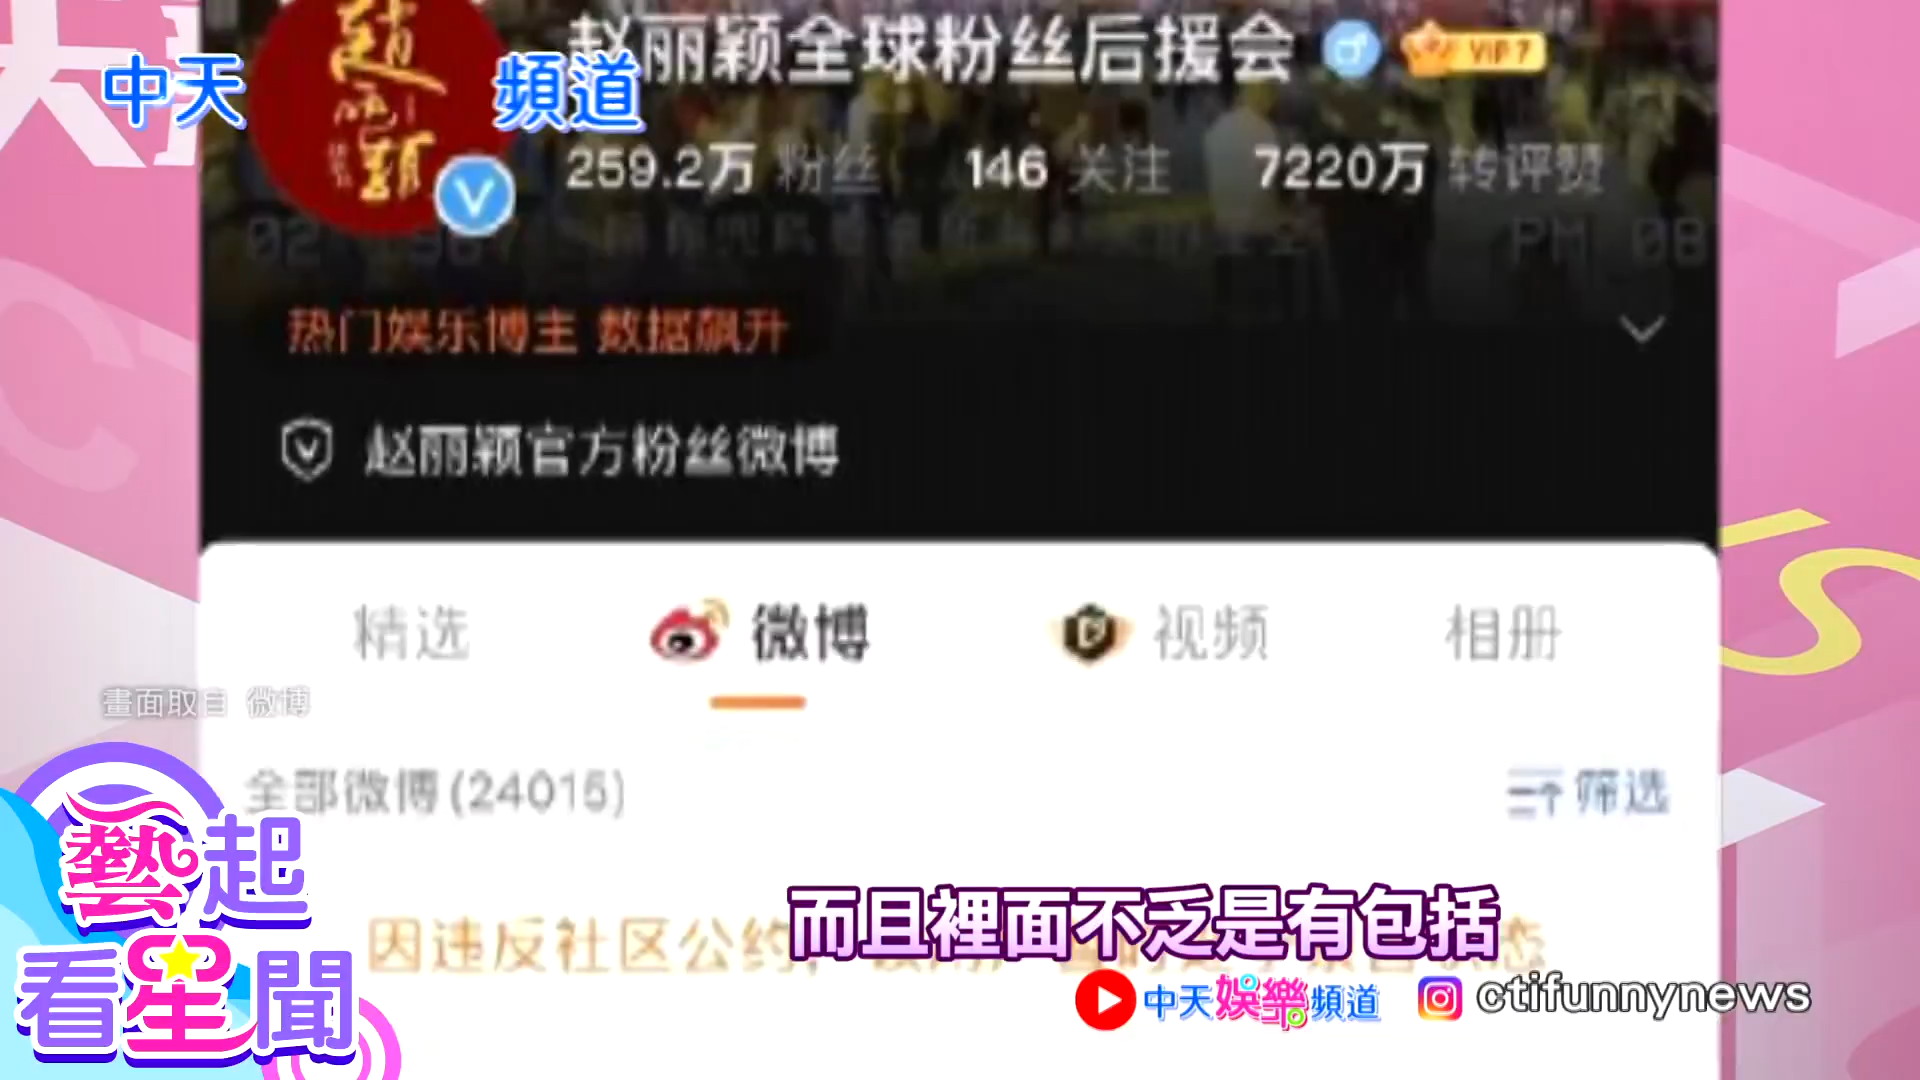 中天
頻道
赵丽颖全球粉丝后援会 VIP 7
259.2万 粉丝 146 关注 7220万 转评赞
热门娱乐博主 数据飙升
赵丽颖官方粉丝微博
精选 微博 视频 相册
畫面取自 微博
全部微博(24015) 筛选
因违反社区公约,
而且裡面不乏是有包括
藝起
看星聞
中天娛樂頻道 ctifunnynews